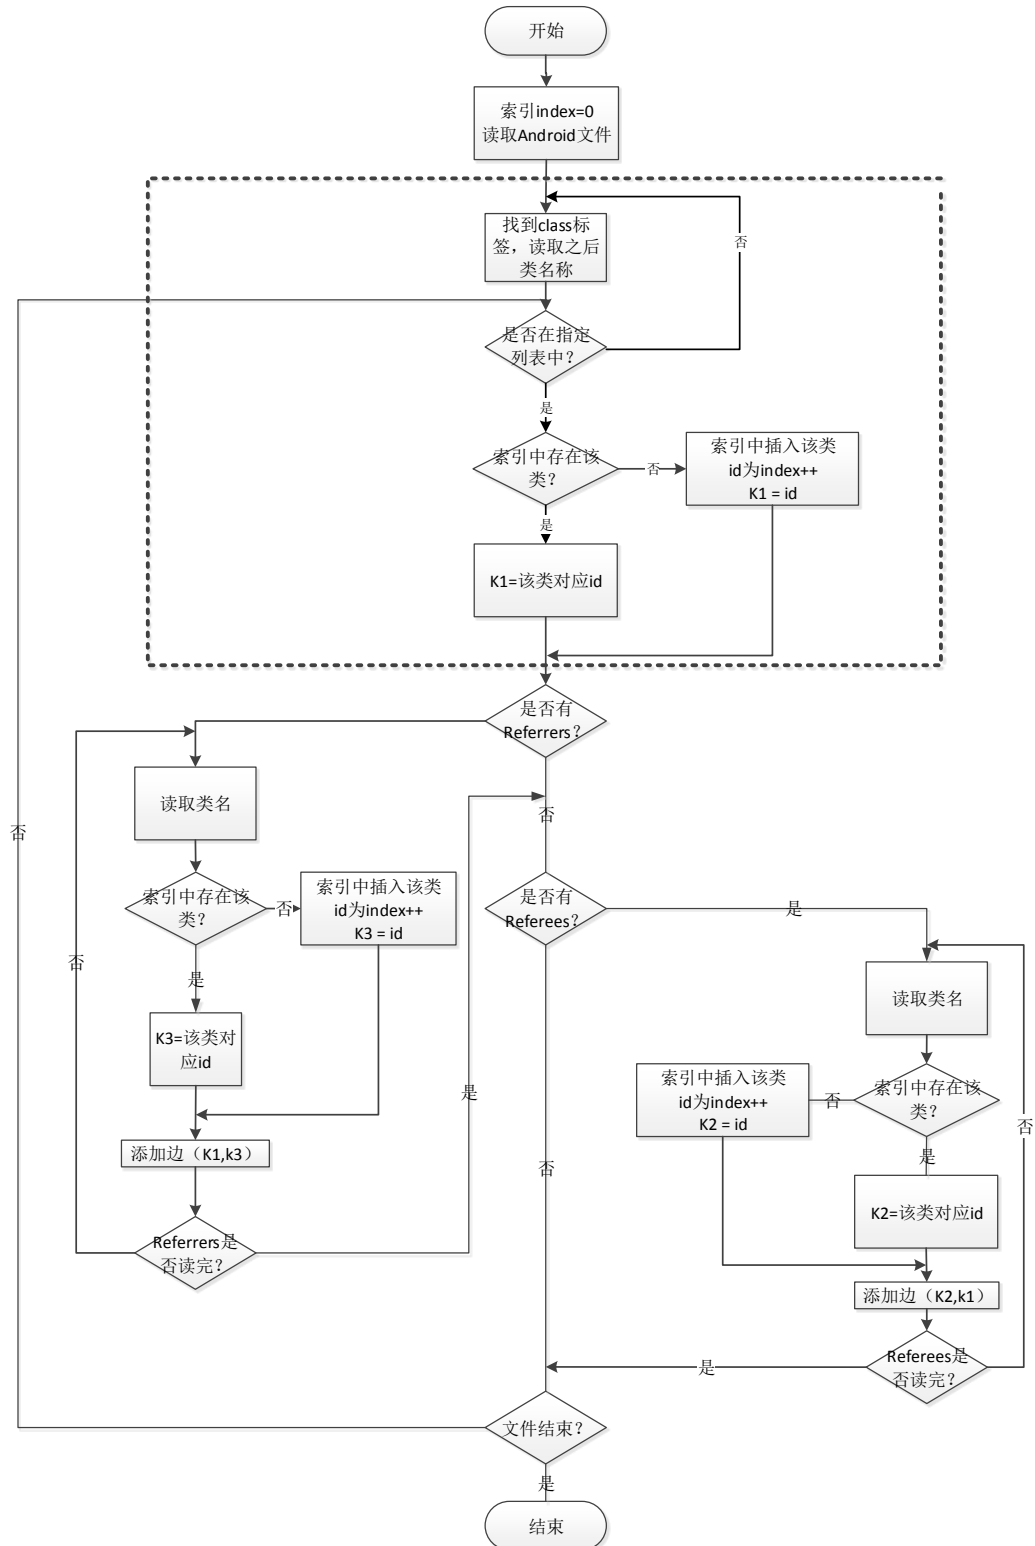 开始
索引index=0
读取Android文件
找到class标
签，读取之后
类名称
否
是否在指定
列表中？
是
索引中存在该
类？
否
索引中插入该类
id为index++
K1 = id
是
K1=该类对应id
是否有
Referrers？
读取类名
否
否
索引中存在该
类？
否
索引中插入该类
id为index++
K3 = id
是否有
Referees？
是
否
是
读取类名
K3=该类对
应id
是
索引中插入该类
id为index++
K2 = id
否
索引中存在该
类？
否
添加边（K1,k3）
否
是
K2=该类对应id
Referrers是
否读完？
添加边（K2,k1）
是
Referees是
否读完？
文件结束？
是
结束